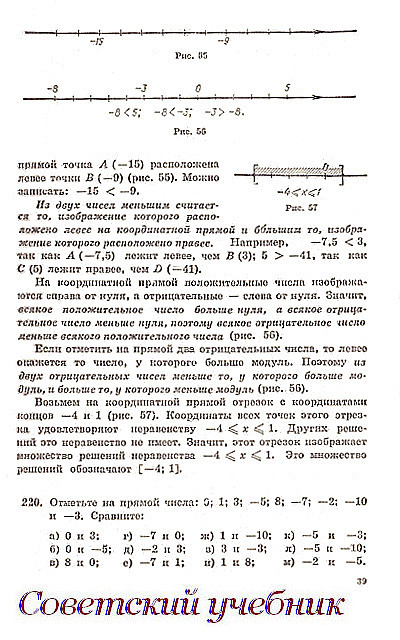 -15 -9
Рис. 55
-8 -3 0 5
-8 < 5; -8 < -3; -3 > -8.
Рис. 56
прямой точка A (−15) расположена
левее точки B (−9) (рис. 55). Можно
записать: −15 < −9.
-4 ⩽ x ⩽ 1
Рис. 57
Из двух чисел меньшим считает-
ся то, изображение которого распо-
ложено левее на координатной прямой и бо́льшим то, изобра-
жение которого расположено правее. Например, −7,5 < 3,
так как A (−7,5) лежит левее, чем B (3); 5 > −41, так как
C (5) лежит правее, чем D (−41).
На координатной прямой положительные числа изобража-
ются справа от нуля, а отрицательные — слева от нуля. Значит,
всякое положительное число больше нуля, а всякое отрица-
тельное число меньше нуля, поэтому всякое отрицательное число
меньше всякого положительного числа (рис. 56).
Если отметить на прямой два отрицательных числа, то левее
окажется то число, у которого больше модуль. Поэтому из
двух отрицательных чисел меньше то, у которого больше мо-
дуль, и больше то, у которого меньше модуль (рис. 56).
Возьмем на координатной прямой отрезок с координатами
концов −4 и 1 (рис. 57). Координаты всех точек этого отрез-
ка удовлетворяют неравенству −4 ⩽ x ⩽ 1. Других реше-
ний это неравенство не имеет. Значит, этот отрезок изображает
множество решений неравенства −4 ⩽ x ⩽ 1. Это множество
решений обозначают [−4; 1].
220. Отметьте на прямой числа: 0; 1; 3; −5; 8; −7; −2; −10
и −3. Сравните:
а) 0 и 3; г) −7 и 0; ж) 1 и −10; к) −5 и −3;
б) 0 и −5; д) −2 и 3; з) 3 и −3; л) −5 и −10;
в) 8 и 0; е) −7 и 1; и) 1 и 8; м) −2 и −5.
39
Советский учебник